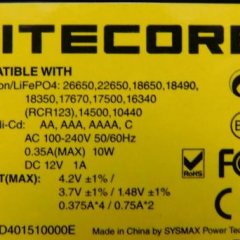 ITECORE
ATIBLE WITH
on/LiFePO4: 26650,22650,18650,18490,
18350,17670,17500,16340
(RCR123),14500,10440
Ni-Cd: AA, AAA, AAAA, C
AC 100-240V 50/60Hz
0.35A(MAX) 10W
DC 12V 1A
T(MAX): 4.2V ±1% /
3.7V ±1% / 1.48V ±1%
0.375A*4 / 0.75A*2
RoHS
D401510000E
Made in China by SYSMAX Power Tec